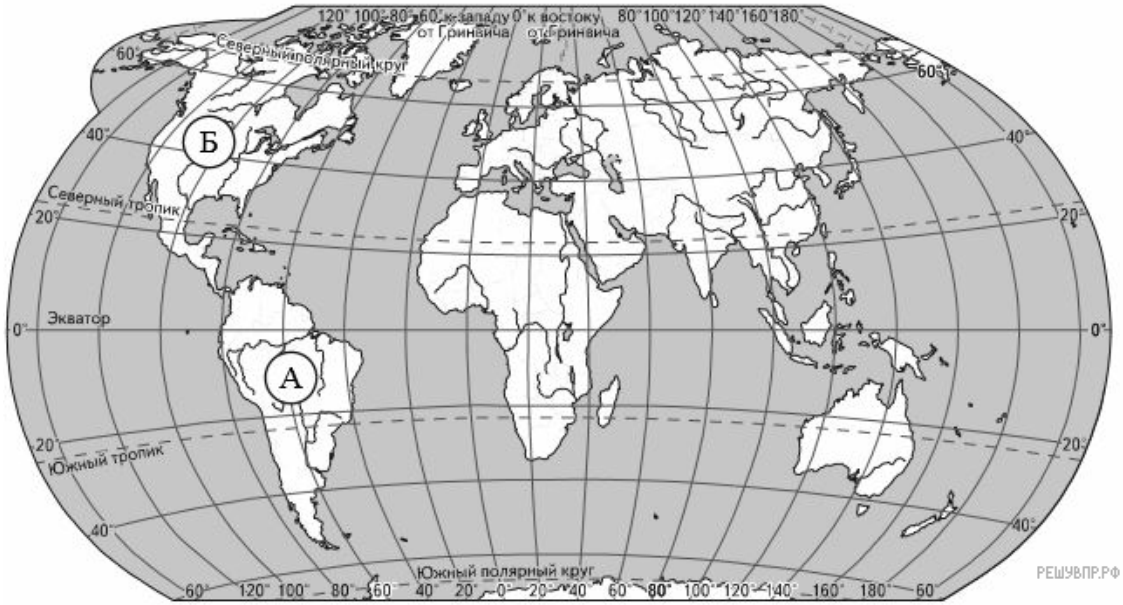 120° 100° 80° 60° к западу 0° к востоку 80° 100° 120° 140° 160° 180°
от Гринвича от Гринвича
Северный полярный круг
60° 60°
Б
40° 40°
Северный тропик
20° 20°
Экватор
0° 0°
А
20° 20°
Южный тропик
40° 40°
РЕШУВПР.РФ
Южный полярный круг
60° 120° 100° 80° 60° 40° 20° 0° 20° 40° 60° 80° 100° 120° 140° 160° 180° 60°